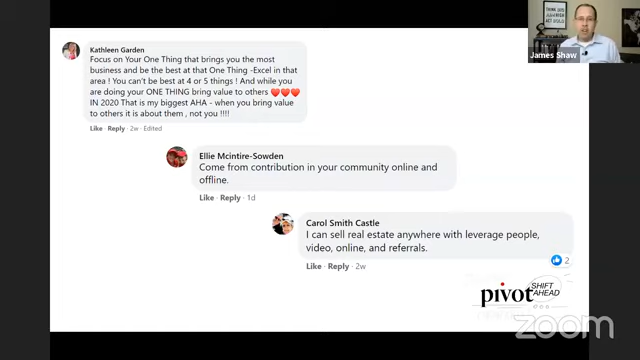 Kathleen Garden
Focus on Your One Thing that brings you the most
business and be the best at that One Thing -Excel in that
area ! You can't be best at 4 or 5 things! And while you
are doing your ONE THING bring value to others ❤️❤️❤️
IN 2020 That is my biggest AHA - when you bring value
to others it is about them , not you !!!!
Like · Reply · 2w · Edited
Ellie Mcintire-Sowden
Come from contribution in your community online and
offline.
Like · Reply · 1d
Carol Smith Castle
I can sell real estate anywhere with leverage people,
video, online, and referrals.
2
Like · Reply · 2w
pivot SHIFT
AHEAD
zoom
James Shaw